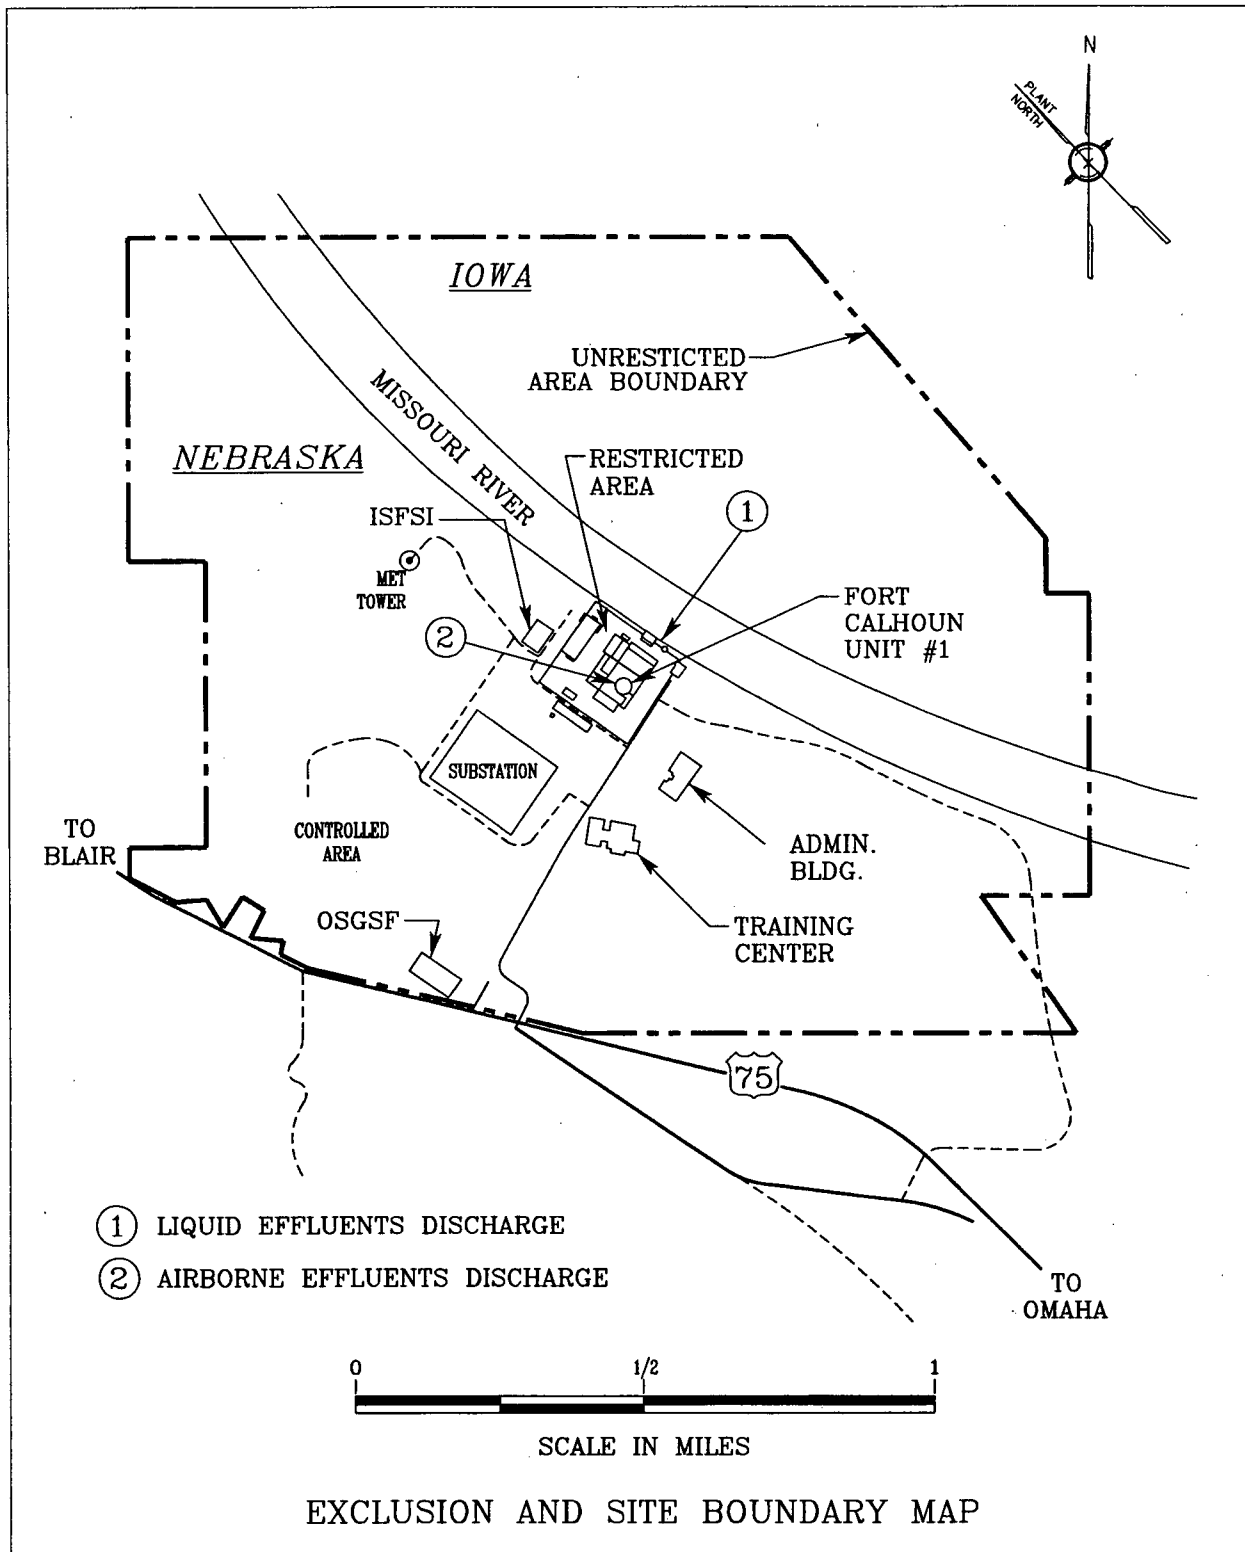 N
PLANT
NORTH
IOWA
UNRESTICTED
AREA BOUNDARY
MISSOURI RIVER
NEBRASKA
RESTRICTED
AREA
1
ISFSI
MET
TOWER
2
FORT
CALHOUN
UNIT #1
SUBSTATION
TO
BLAIR
CONTROLLED
AREA
ADMIN.
BLDG.
OSGSF
TRAINING
CENTER
75
1 LIQUID EFFLUENTS DISCHARGE
2 AIRBORNE EFFLUENTS DISCHARGE
TO
OMAHA
0 1/2 1
SCALE IN MILES
EXCLUSION AND SITE BOUNDARY MAP